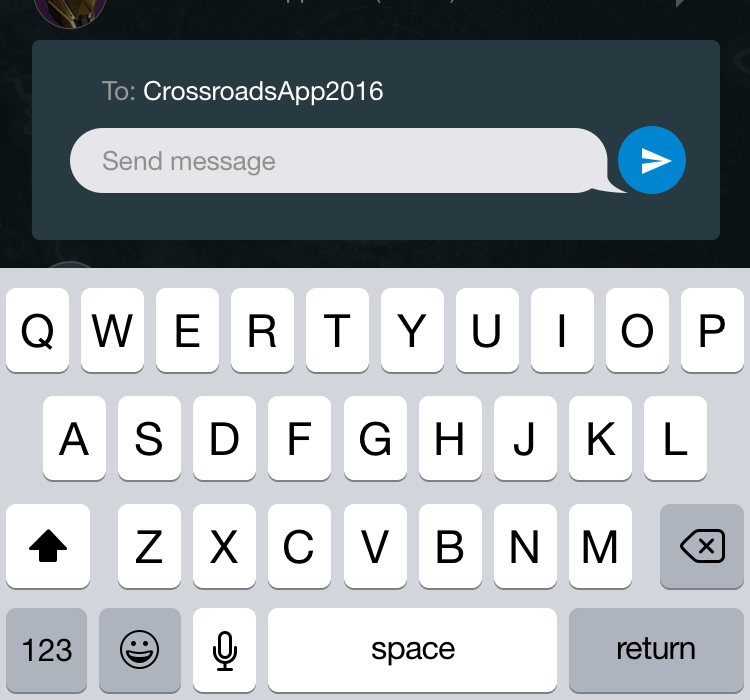 To: CrossroadsApp2016
Send message
Q W E R T Y U I O P
A S D F G H J K L
Z X C V B N M
123 space return